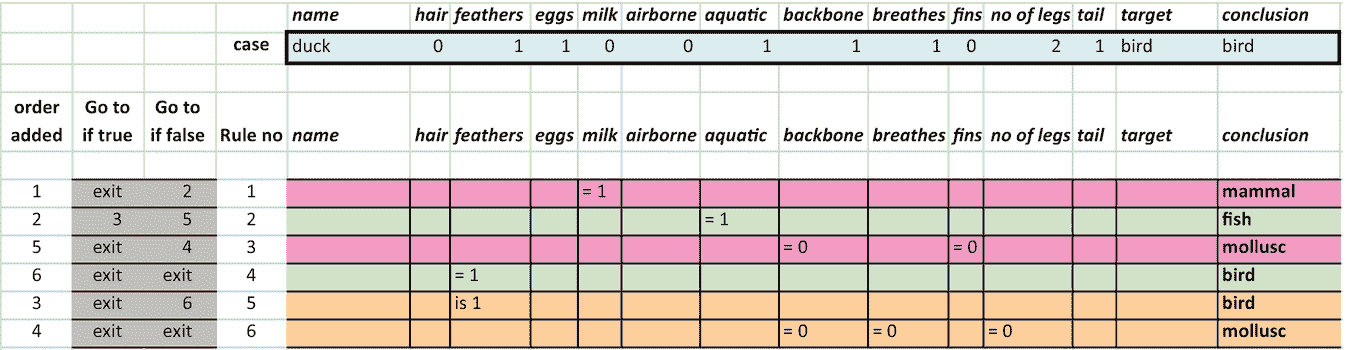 name hair feathers eggs milk airborne aquatic backbone breathes fins no of legs tail target conclusion
case duck 0 1 1 0 0 1 1 1 0 2 1 bird bird
order Go to Go to
added if true if false Rule no name hair feathers eggs milk airborne aquatic backbone breathes fins no of legs tail target conclusion
1 exit 2 1 = 1 mammal
2 3 5 2 = 1 fish
5 exit 4 3 = 0 = 0 mollusc
6 exit exit 4 = 1 bird
3 exit 6 5 is 1 bird
4 exit exit 6 = 0 = 0 = 0 mollusc